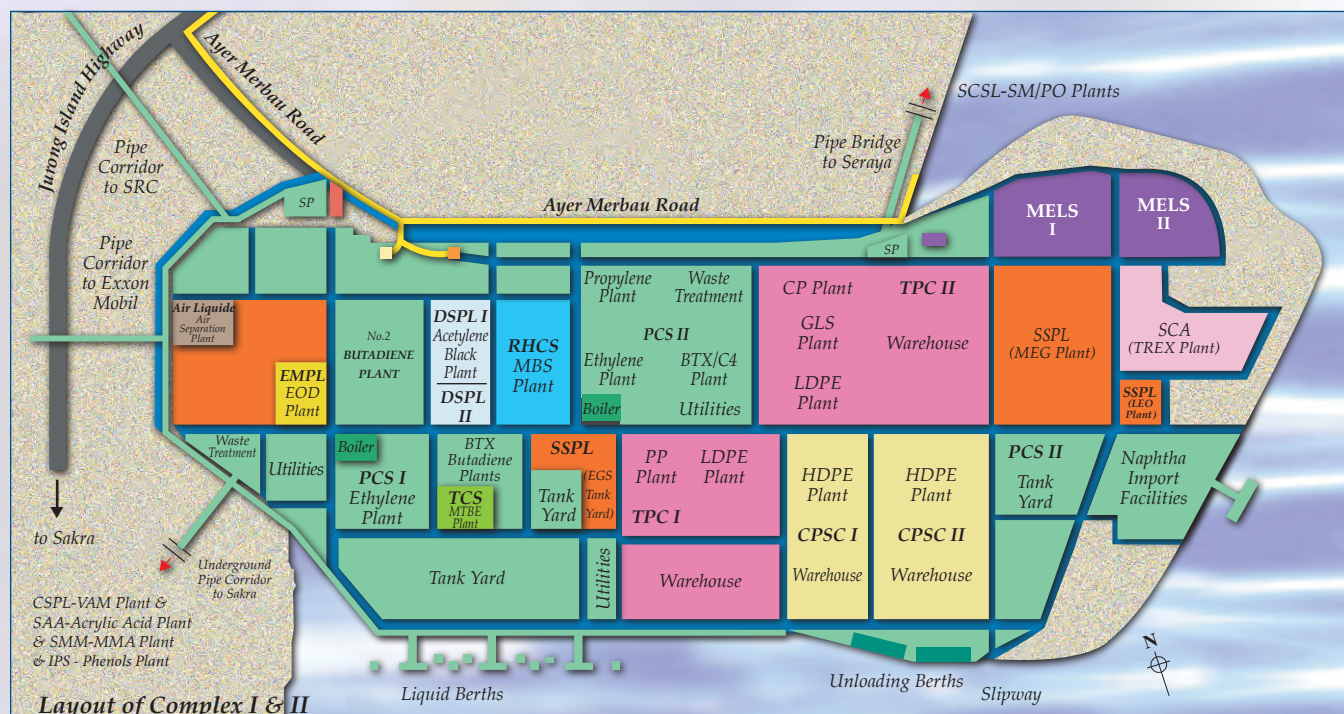 Jurong Island Highway
Ayer Merbau Road
Pipe
Corridor
to SRC
Pipe
Corridor
to Exxon
Mobil
SP
Ayer Merbau Road
Pipe Bridge
to Seraya
SCSL-SM/PO Plants
SP
MELS
I
MELS
II
Air Liquide
Air
Separation
Plant
EMPL
EOD
Plant
No.2
BUTADIENE
PLANT
DSPL I
Acetylene
Black
Plant
DSPL
II
RHCS
MBS
Plant
Propylene
Plant
Waste
Treatment
PCS II
Ethylene
Plant
BTX/C4
Plant
Boiler
Utilities
CP Plant
TPC II
GLS
Plant
Warehouse
LDPE
Plant
SSPL
(MEG Plant)
SCA
(TREX Plant)
SSPL
(LEO
Plant)
Waste
Treatment
Utilities
Boiler
PCS I
Ethylene
Plant
BTX
Butadiene
Plants
TCS
MTBE
Plant
SSPL
(EGS
Tank
Yard)
Tank
Yard
PP
Plant
LDPE
Plant
TPC I
HDPE
Plant
CPSC I
Warehouse
HDPE
Plant
CPSC II
Warehouse
PCS II
Tank
Yard
Naphtha
Import
Facilities
Tank Yard
Utilities
Warehouse
to Sakra
Underground
Pipe Corridor
to Sakra
CSPL-VAM Plant &
SAA-Acrylic Acid Plant
& SMM-MMA Plant
& IPS - Phenols Plant
Liquid Berths
Unloading Berths
Slipway
N
Layout of Complex I & II